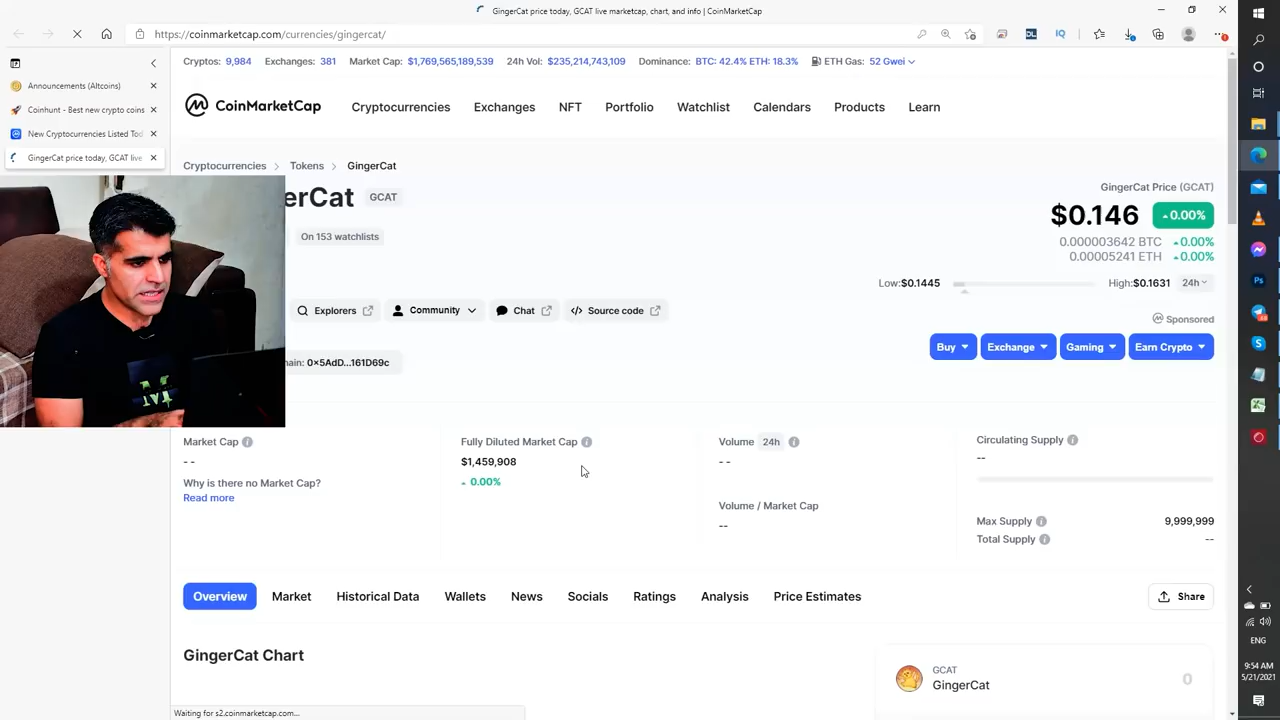 GingerCat price today, GCAT live marketcap, chart, and info | CoinMarketCap
https://coinmarketcap.com/currencies/gingercat/
DL
IQ
Announcements (Altcoins)
Coinhunt - Best new crypto coins
New Cryptocurrencies Listed Tod
GingerCat price today, GCAT live
Cryptos: 9,984 Exchanges: 381 Market Cap: $1,769,565,189,539 24h Vol: $235,214,743,109 Dominance: BTC: 42.4% ETH: 18.3% ETH Gas: 52 Gwei
CoinMarketCap Cryptocurrencies Exchanges NFT Portfolio Watchlist Calendars Products Learn
Cryptocurrencies > Tokens > GingerCat
erCat GCAT
On 153 watchlists
GingerCat Price (GCAT)
$0.146 0.00%
0.000003642 BTC 0.00%
0.00005241 ETH 0.00%
Low:$0.1445 High:$0.1631 24h
Sponsored
Explorers Community Chat Source code
Buy Exchange Gaming Earn Crypto
hain: 0×5AdD...161D69c
Market Cap
- -
Why is there no Market Cap?
Read more
Fully Diluted Market Cap
$1,459,908
0.00%
Volume 24h
- -
Volume / Market Cap
--
Circulating Supply
--
Max Supply 9,999,999
Total Supply --
Overview Market Historical Data Wallets News Socials Ratings Analysis Price Estimates Share
GingerCat Chart
GCAT
GingerCat 0
Waiting for s2.coinmarketcap.com...
ENG
9:54 AM
5/21/2021